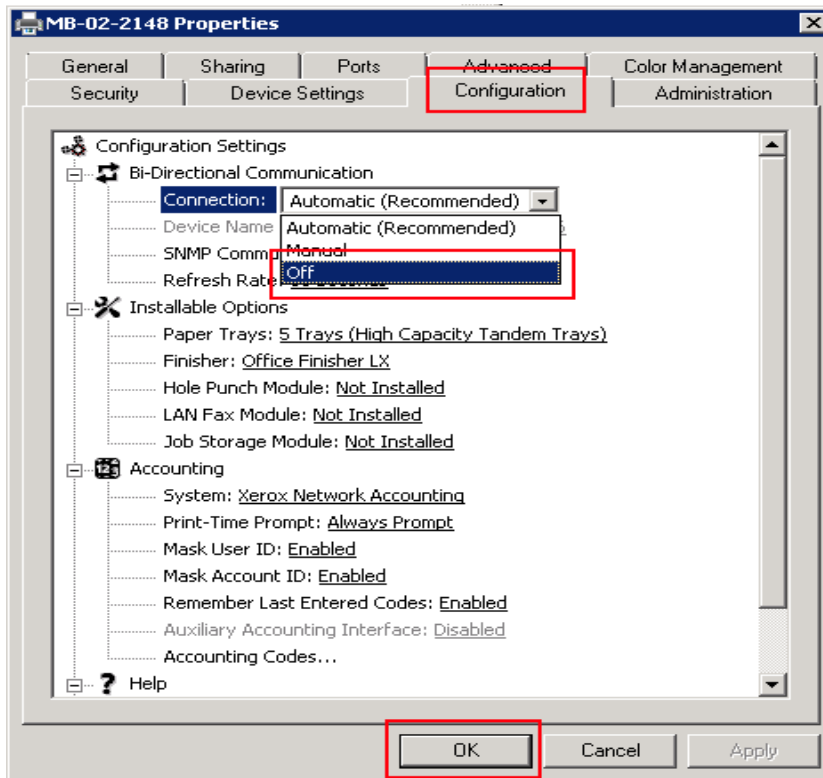 MB-02-2148 Properties
General Sharing Ports Advanced Color Management
Security Device Settings Configuration Administration
Configuration Settings
Bi-Directional Communication
Connection: Automatic (Recommended)
Device Name Automatic (Recommended)
SNMP Commu Manual
Refresh Rate: Off
Installable Options
Paper Trays: 5 Trays (High Capacity Tandem Trays)
Finisher: Office Finisher LX
Hole Punch Module: Not Installed
LAN Fax Module: Not Installed
Job Storage Module: Not Installed
Accounting
System: Xerox Network Accounting
Print-Time Prompt: Always Prompt
Mask User ID: Enabled
Mask Account ID: Enabled
Remember Last Entered Codes: Enabled
Auxiliary Accounting Interface: Disabled
Accounting Codes...
? Help
OK Cancel Apply